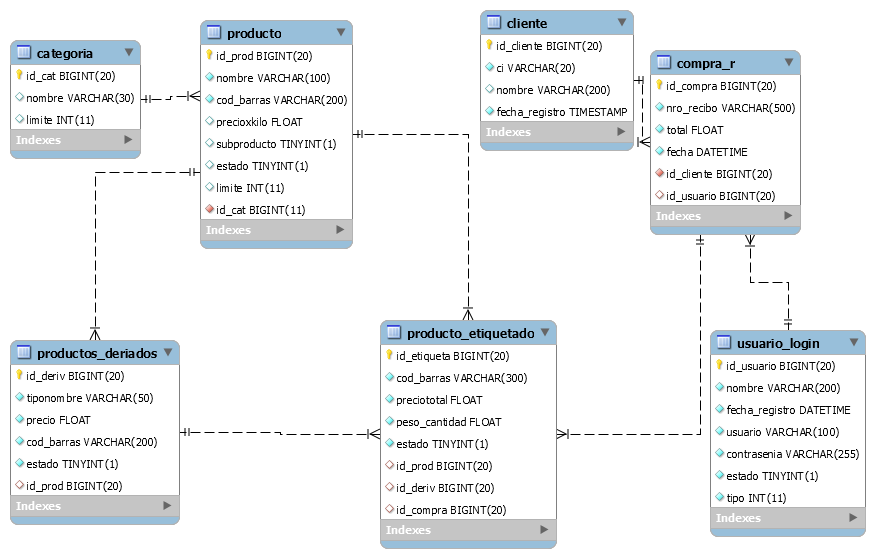 categoria
id_cat BIGINT(20)
nombre VARCHAR(30)
limite INT(11)
Indexes
producto
id_prod BIGINT(20)
nombre VARCHAR(100)
cod_barras VARCHAR(200)
precioxkilo FLOAT
subproducto TINYINT(1)
estado TINYINT(1)
limite INT(11)
id_cat BIGINT(11)
Indexes
cliente
id_cliente BIGINT(20)
ci VARCHAR(20)
nombre VARCHAR(200)
fecha_registro TIMESTAMP
Indexes
compra_r
id_compra BIGINT(20)
nro_recibo VARCHAR(500)
total FLOAT
fecha DATETIME
id_cliente BIGINT(20)
id_usuario BIGINT(20)
Indexes
productos_deriados
id_deriv BIGINT(20)
tiponombre VARCHAR(50)
precio FLOAT
cod_barras VARCHAR(200)
estado TINYINT(1)
id_prod BIGINT(20)
Indexes
producto_etiquetado
id_etiqueta BIGINT(20)
cod_barras VARCHAR(300)
preciototal FLOAT
peso_cantidad FLOAT
estado TINYINT(1)
id_prod BIGINT(20)
id_deriv BIGINT(20)
id_compra BIGINT(20)
Indexes
usuario_login
id_usuario BIGINT(20)
nombre VARCHAR(200)
fecha_registro DATETIME
usuario VARCHAR(100)
contrasenia VARCHAR(255)
estado TINYINT(1)
tipo INT(11)
Indexes